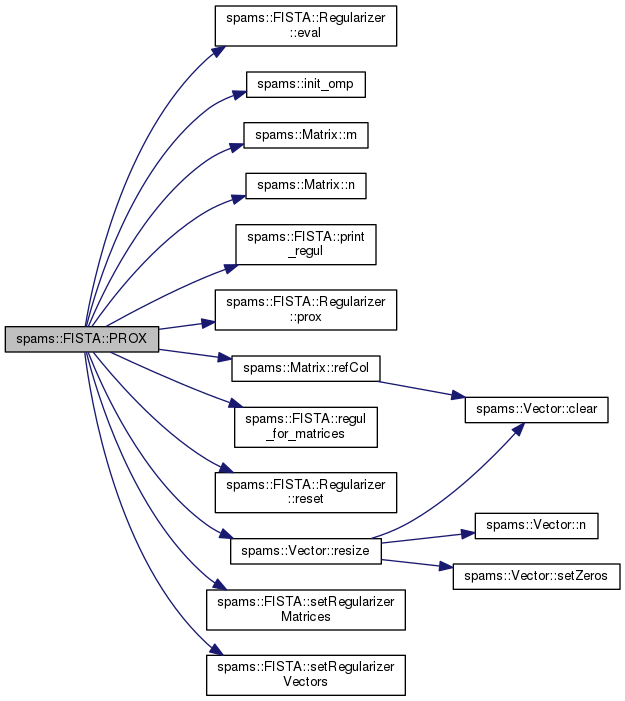 spams::FISTA::Regularizer
::eval
spams::init_omp
spams::Matrix::m
spams::Matrix::n
spams::FISTA::print
_regul
spams::FISTA::Regularizer
::prox
spams::FISTA::PROX
spams::Matrix::refCol
spams::Vector::clear
spams::FISTA::regul
_for_matrices
spams::FISTA::Regularizer
::reset
spams::Vector::n
spams::Vector::resize
spams::Vector::setZeros
spams::FISTA::setRegularizer
Matrices
spams::FISTA::setRegularizer
Vectors